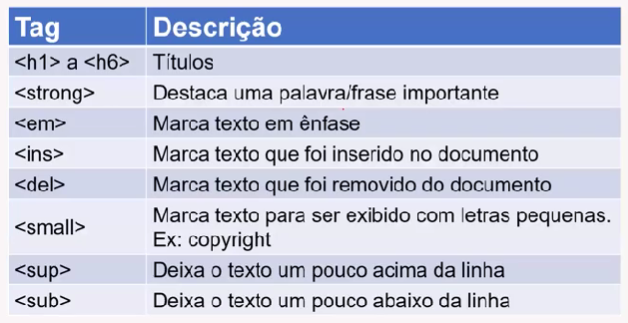 Tag Descrição
<h1> a <h6> Títulos
<strong> Destaca uma palavra/frase importante
<em> Marca texto em ênfase
<ins> Marca texto que foi inserido no documento
<del> Marca texto que foi removido do documento
<small> Marca texto para ser exibido com letras pequenas.
Ex: copyright
<sup> Deixa o texto um pouco acima da linha
<sub> Deixa o texto um pouco abaixo da linha